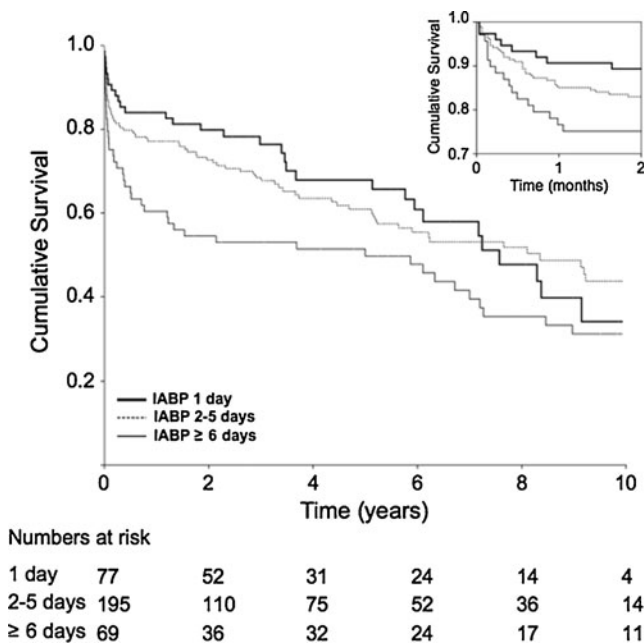 1.0
0.8
0.6
0.4
0.2
Cumulative Survival
IABP 1 day
IABP 2-5 days
IABP ≥ 6 days
0 2 4 6 8 10
Time (years)
1.0
0.9
0.8
0.7
Cumulative Survival
0 1 2
Time (months)
Numbers at risk
1 day 77 52 31 24 14 4
2-5 days 195 110 75 52 36 14
≥ 6 days 69 36 32 24 17 11